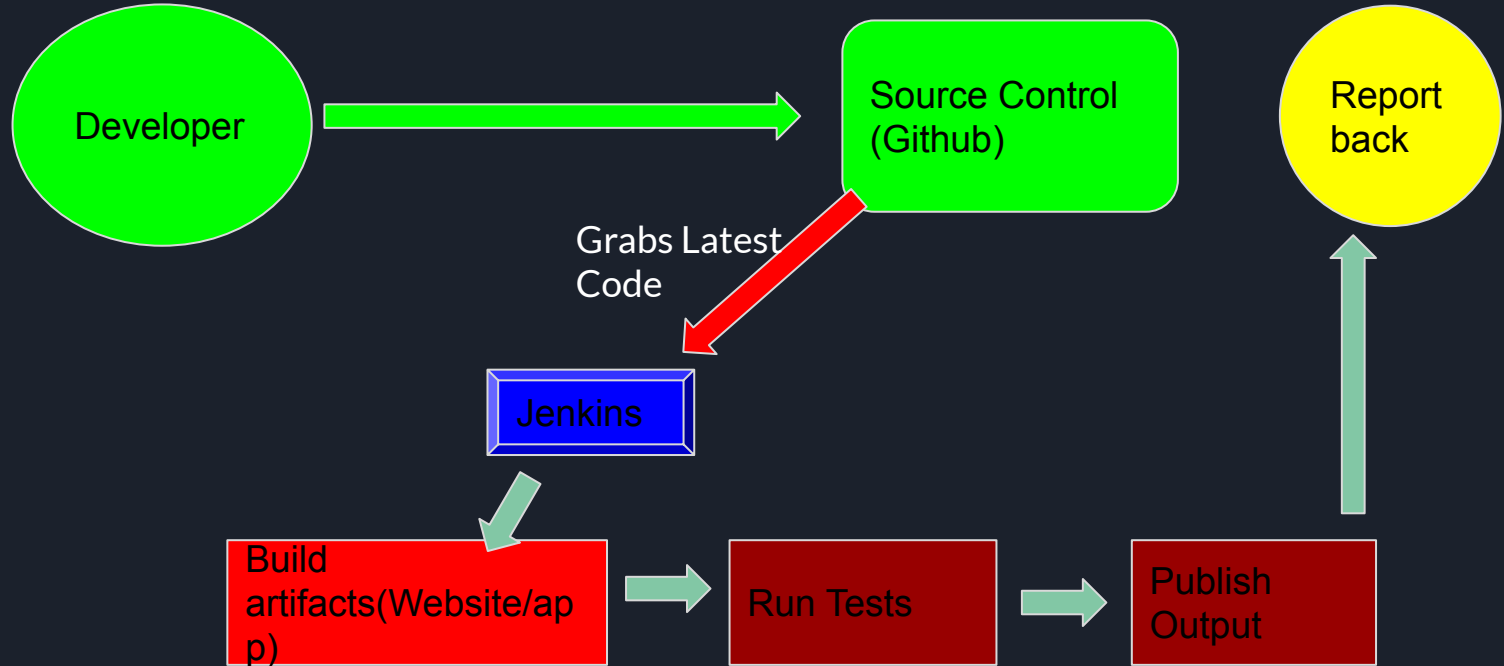 Developer
Source Control
(Github)
Report
back
Grabs Latest
Code
Jenkins
Build
artifacts(Website/ap
p)
Run Tests
Publish
Output